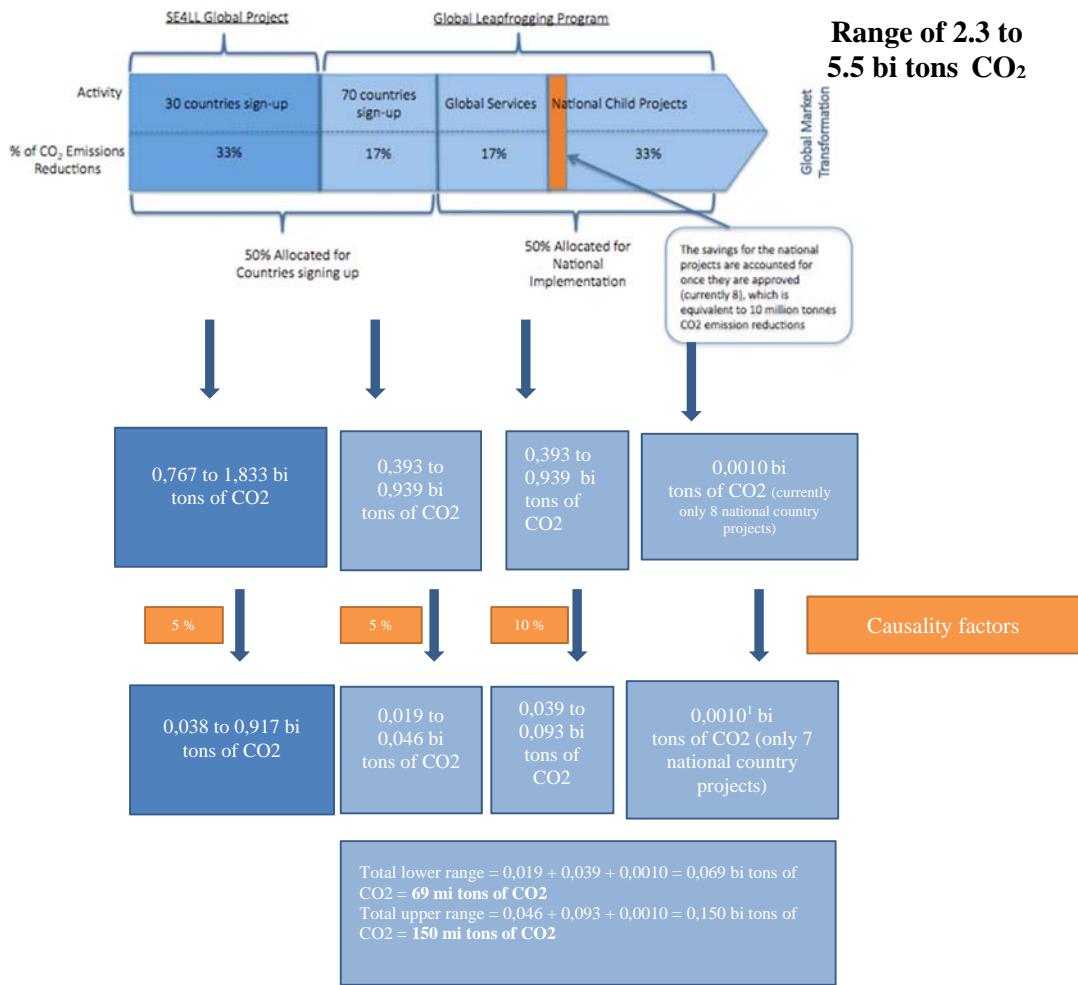 SE4LL Global Project
Global Leapfrogging Program
Range of 2.3 to
5.5 bi tons CO₂
Activity
30 countries sign-up
70 countries
sign-up
Global Services
National Child Projects
% of CO₂ Emissions
Reductions
33%
17%
17%
33%
Global Market
Transformation
50% Allocated for
Countries signing up
50% Allocated for
National
Implementation
The savings for the national
projects are accounted for
once they are approved
(currently 8), which is
equivalent to 10 million tonnes
CO2 emission reductions
0,767 to 1,833 bi
tons of CO2
0,393 to
0,939 bi
tons of CO2
0,393 to
0,939 bi
tons of
CO2
0,0010 bi
tons of CO2 (currently
only 8 national country
projects)
5 %
5 %
10 %
Causality factors
0,038 to 0,917 bi
tons of CO2
0,019 to
0,046 bi
tons of CO2
0,039 to
0,093 bi
tons of
CO2
0,0010¹ bi
tons of CO2 (only 7
national country
projects)
Total lower range = 0,019 + 0,039 + 0,0010 = 0,069 bi tons of
CO2 = 69 mi tons of CO2
Total upper range = 0,046 + 0,093 + 0,0010 = 0,150 bi tons of
CO2 = 150 mi tons of CO2